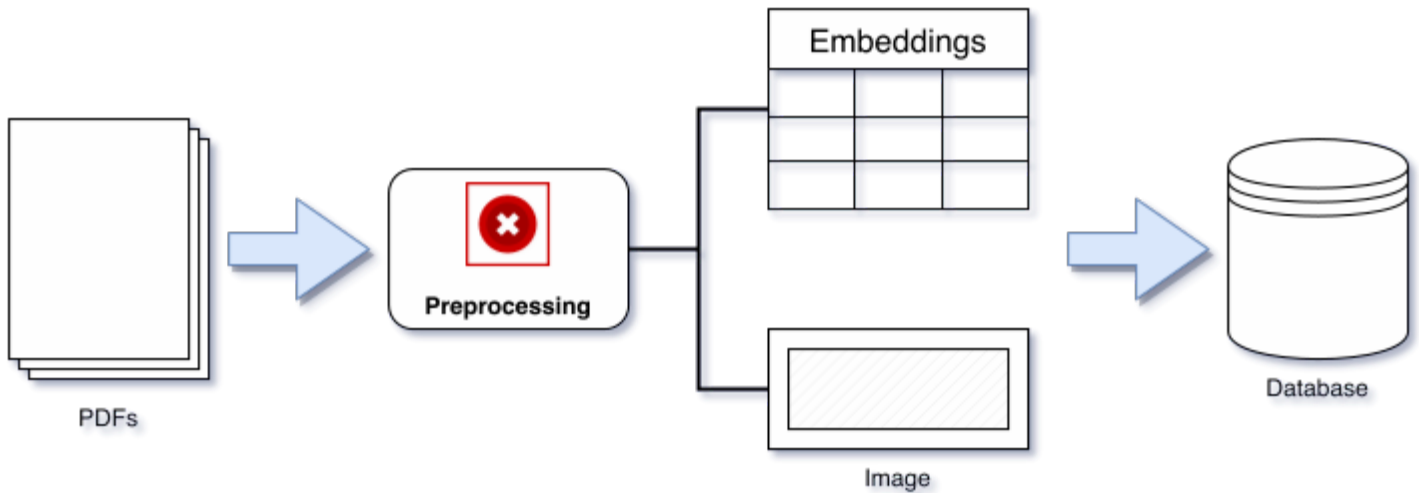 Embeddings
Preprocessing
PDFs
Database
Image